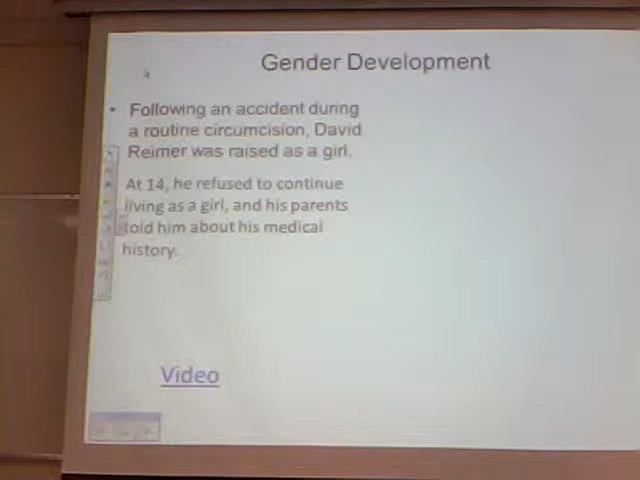 Gender Development
• Following an accident during
a routine circumcision, David
Reimer was raised as a girl.
At 14, he refused to continue
living as a girl, and his parents
told him about his medical
history.
Video